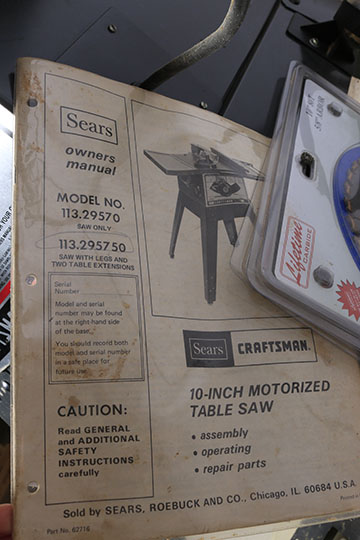 Sears
owners
manual
MODEL NO.
113.29570
SAW ONLY
113.295750
SAW WITH LEGS AND
TWO TABLE EXTENSIONS
Serial
Number
Model and serial
number may be found
at the right-hand side
of the base.
You should record both
model and serial number
in a safe place for
future use.
CAUTION:
Read GENERAL
and ADDITIONAL
SAFETY
INSTRUCTIONS
carefully
Sears CRAFTSMAN
10-INCH MOTORIZED
TABLE SAW
• assembly
• operating
• repair parts
Sold by SEARS, ROEBUCK AND CO., Chicago, IL. 60684 U.S.A.
Part No. 62716
Printed in
Lifetime
CARBIDE